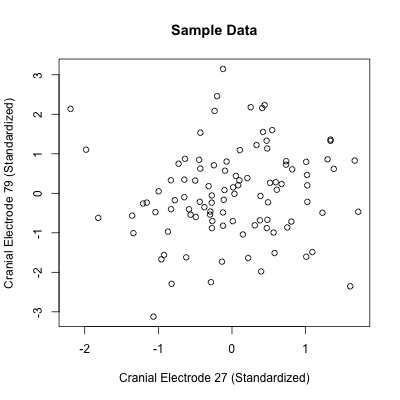 Sample Data
Cranial Electrode 79 (Standardized)
3
2
1
0
-1
-2
-3
-2 -1 0 1
Cranial Electrode 27 (Standardized)